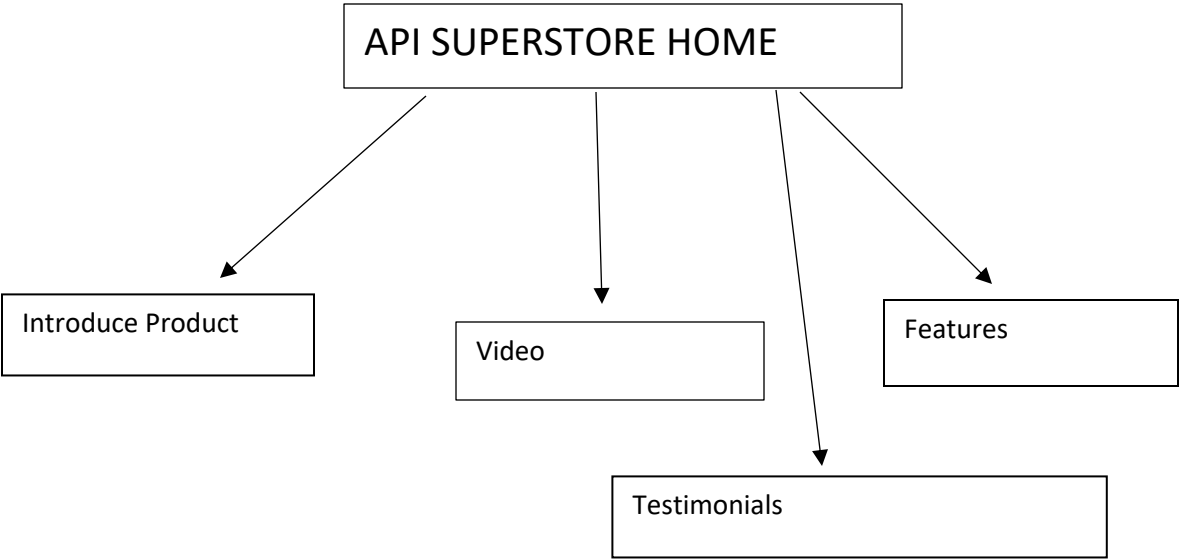 API SUPERSTORE HOME
Introduce Product
Video
Features
Testimonials